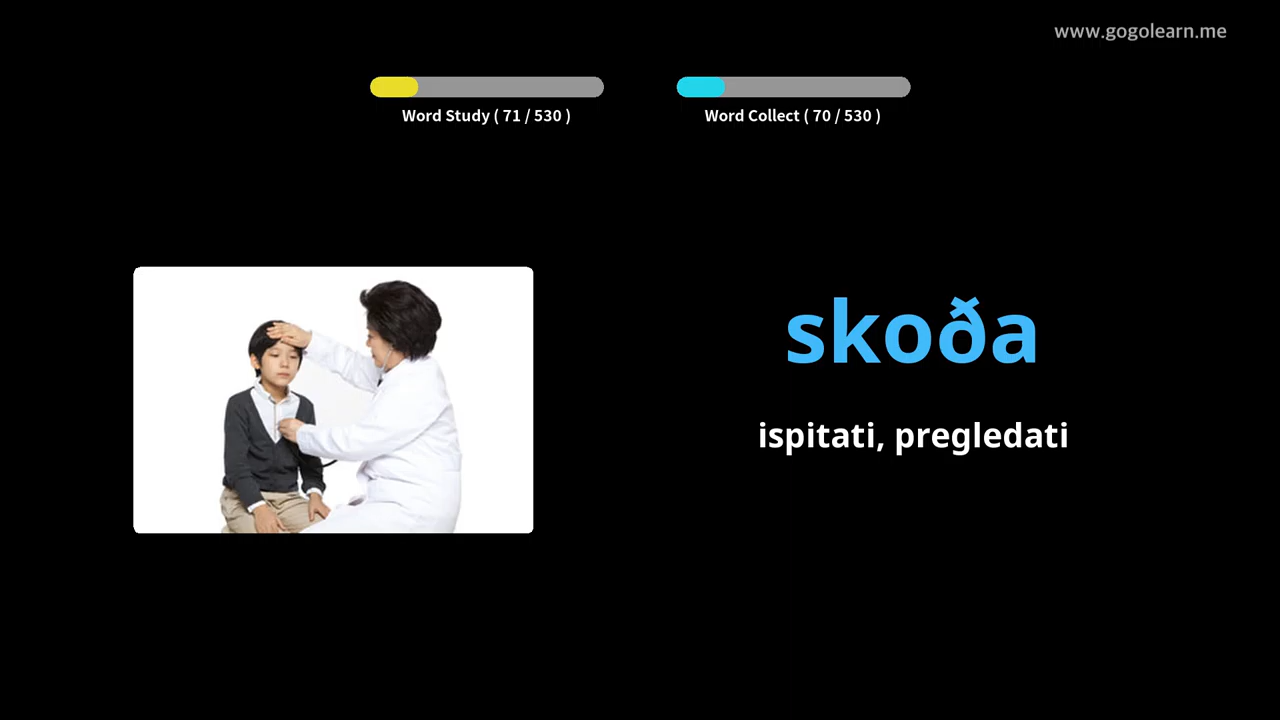 www.gogolearn.me
Word Study ( 71 / 530 )
Word Collect ( 70 / 530 )
skoða
ispitati, pregledati